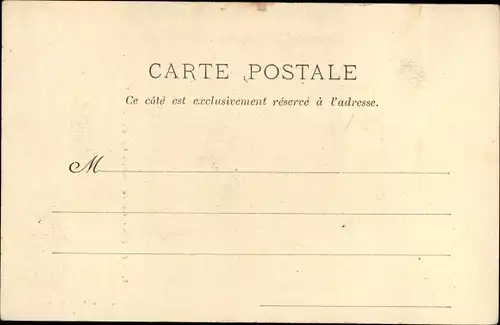 CARTE POSTALE
Ce côté est exclusivement réservé à l'adresse.
M